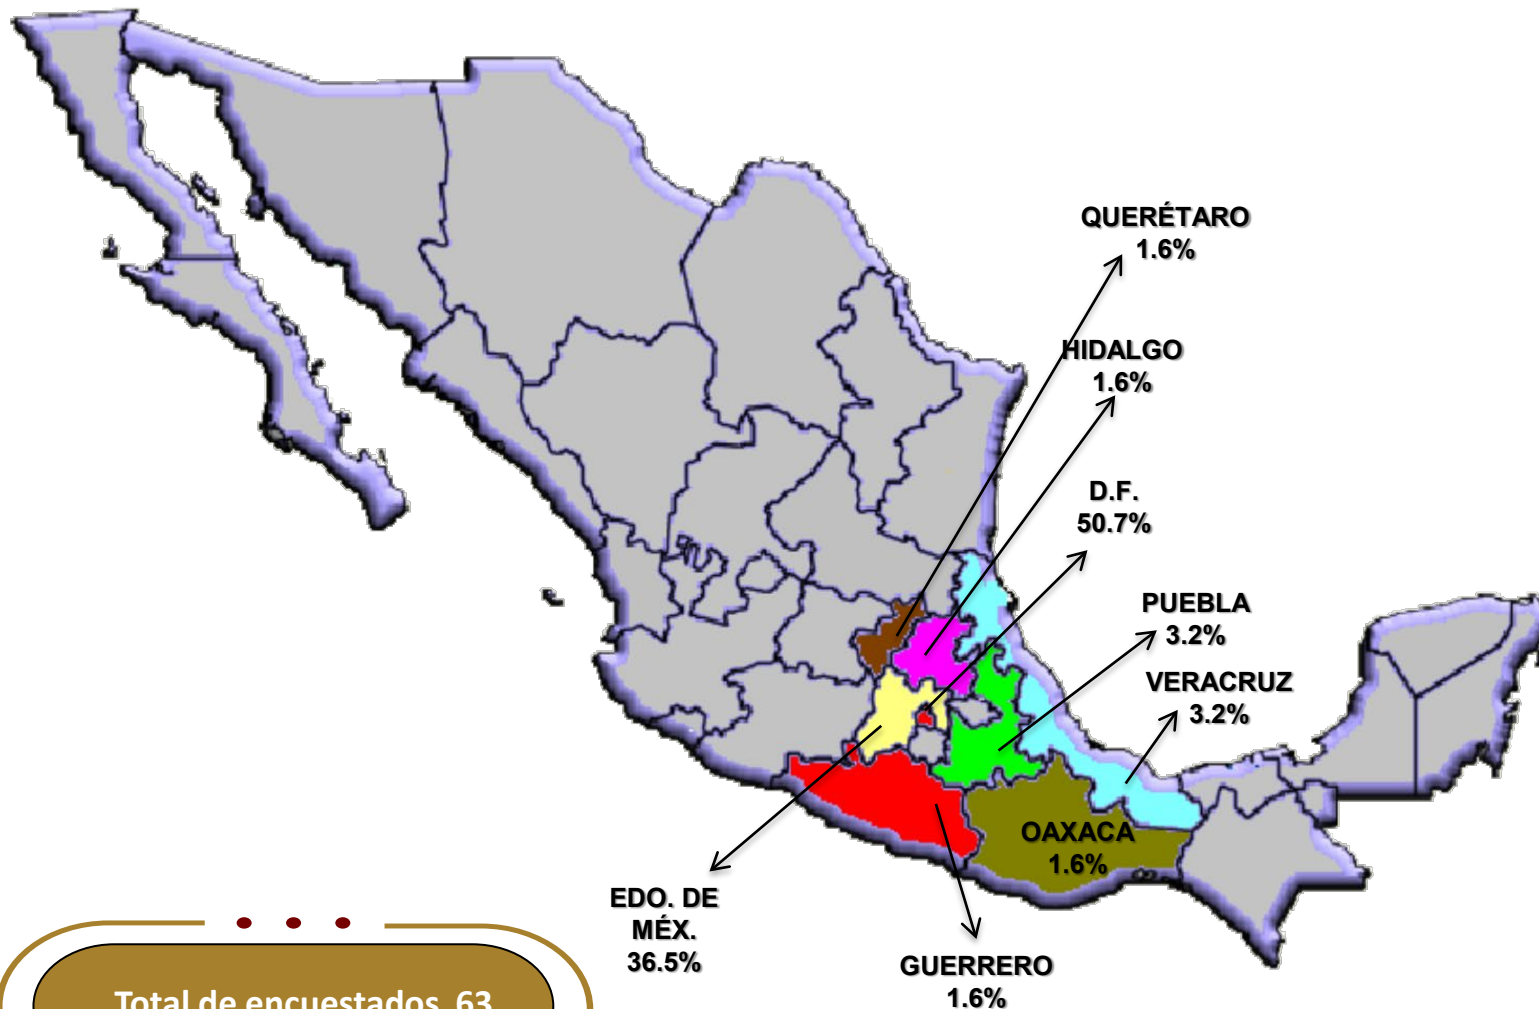 QUERÉTARO
1.6%
HIDALGO
1.6%
D.F.
50.7%
PUEBLA
3.2%
VERACRUZ
3.2%
OAXACA
1.6%
EDO. DE
MÉX.
36.5%
GUERRERO
1.6%
Total de encuestados 63